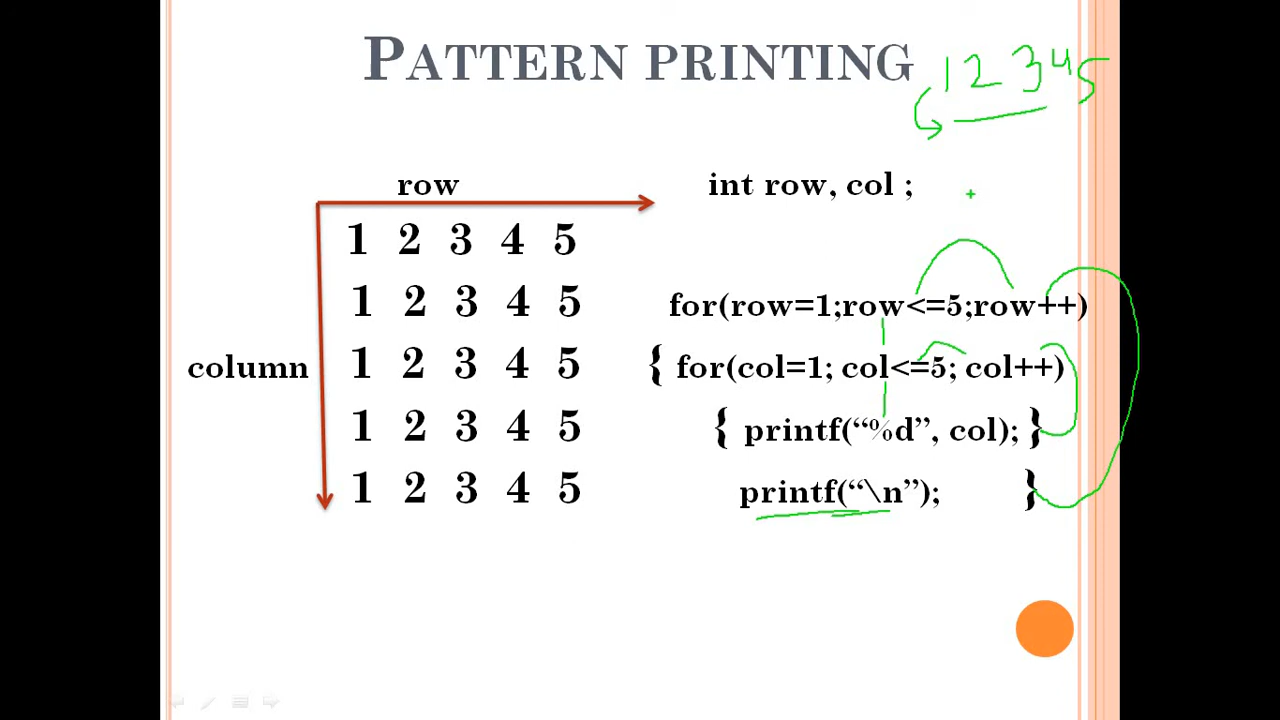 PATTERN PRINTING
1 2 3 4 5
row
int row, col ;
1 2 3 4 5
1 2 3 4 5
for(row=1;row<=5;row++)
column
1 2 3 4 5
{ for(col=1; col<=5; col++)
1 2 3 4 5
{ printf(“%d”, col); }
1 2 3 4 5
printf(“\n”); }